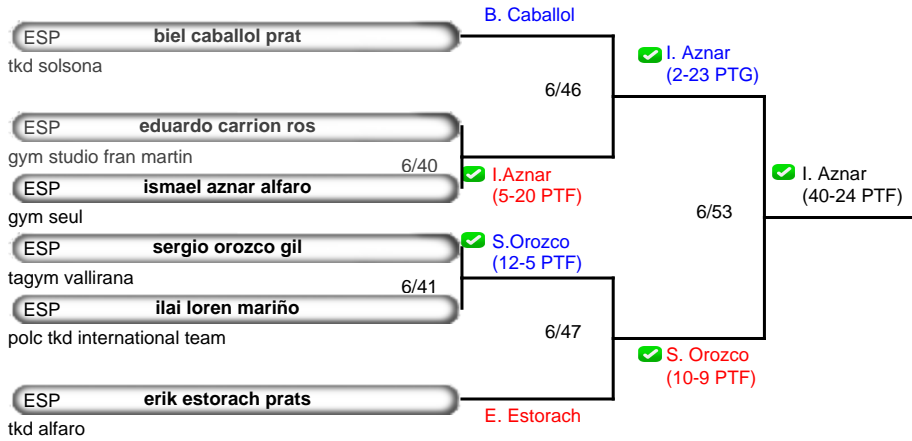 B. Caballol
ESP biel caballol prat
tkd solsona
I. Aznar
(2-23 PTG)
6/46
ESP eduardo carrion ros
gym studio fran martin
6/40
I.Aznar
(5-20 PTF)
ESP ismael aznar alfaro
gym seul
I. Aznar
(40-24 PTF)
6/53
ESP sergio orozco gil
tagym vallirana
S.Orozco
(12-5 PTF)
6/41
ESP ilai loren mariño
polc tkd international team
6/47
S. Orozco
(10-9 PTF)
ESP erik estorach prats
tkd alfaro
E. Estorach